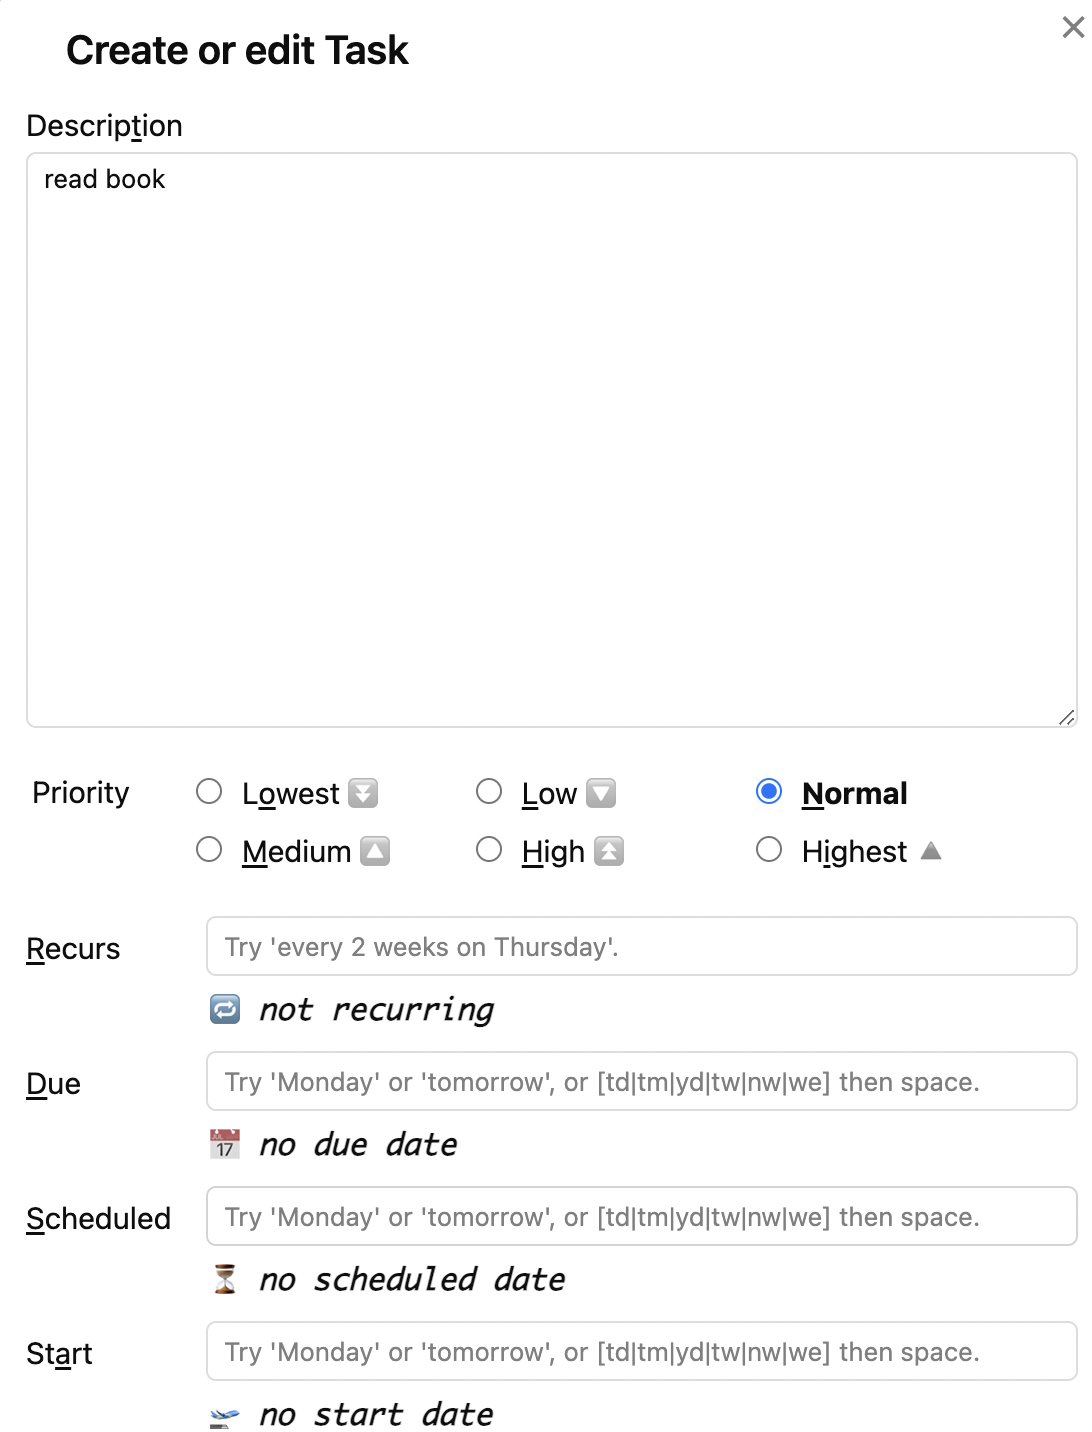 Create or edit Task
Description
read book
Priority
Lowest
Low
Normal
Medium
High
Highest
Recurs
Try 'every 2 weeks on Thursday'.
not recurring
Due
Try 'Monday' or 'tomorrow', or [td|tm|yd|tw|nw|we] then space.
JUL
17
no due date
Scheduled
Try 'Monday' or 'tomorrow', or [td|tm|yd|tw|nw|we] then space.
no scheduled date
Start
Try 'Monday' or 'tomorrow', or [td|tm|yd|tw|nw|we] then space.
no start date